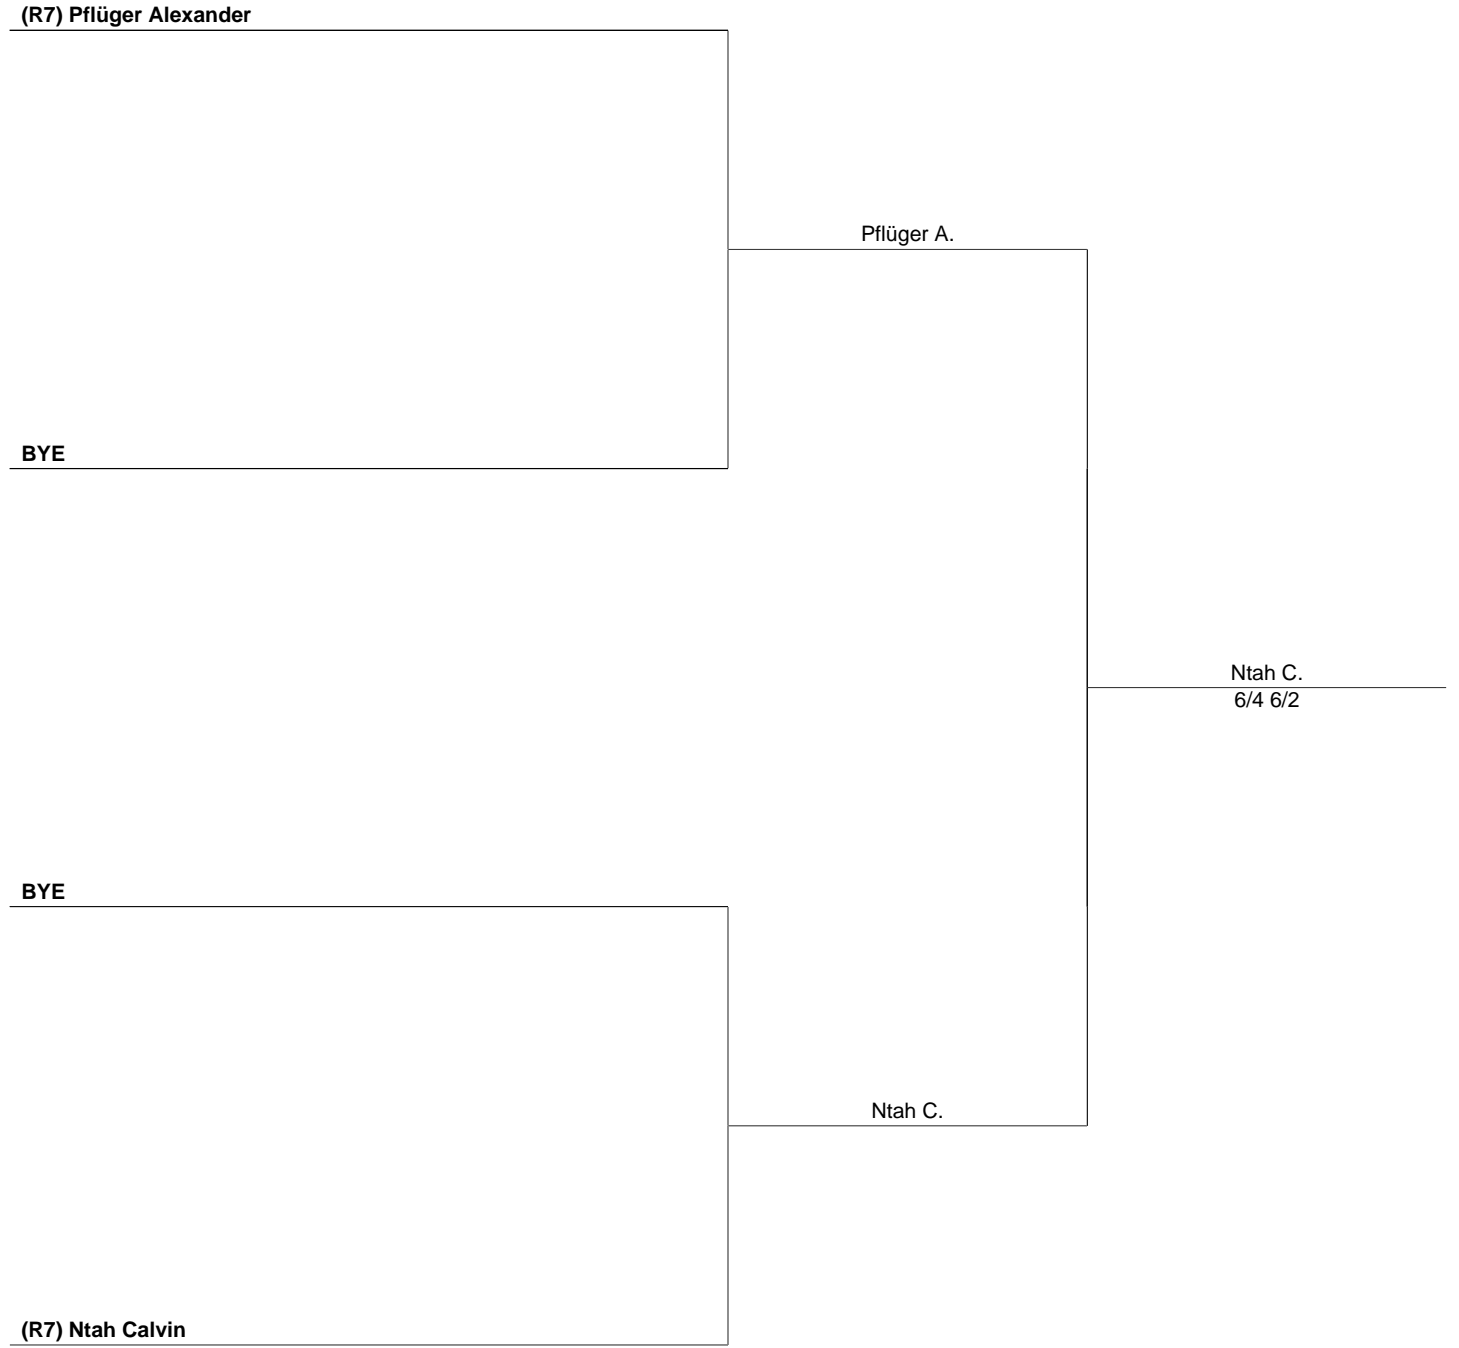 (R7) Pflüger Alexander
Pflüger A.
BYE
Ntah C.
6/4 6/2
BYE
Ntah C.
(R7) Ntah Calvin